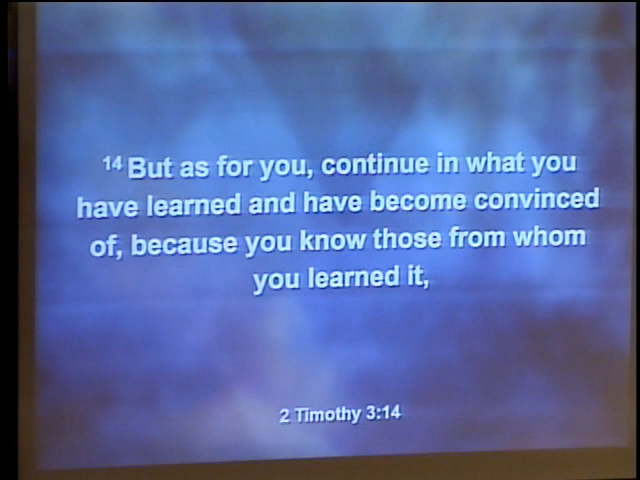 14 But as for you, continue in what you
have learned and have become convinced
of, because you know those from whom
you learned it,
2 Timothy 3:14